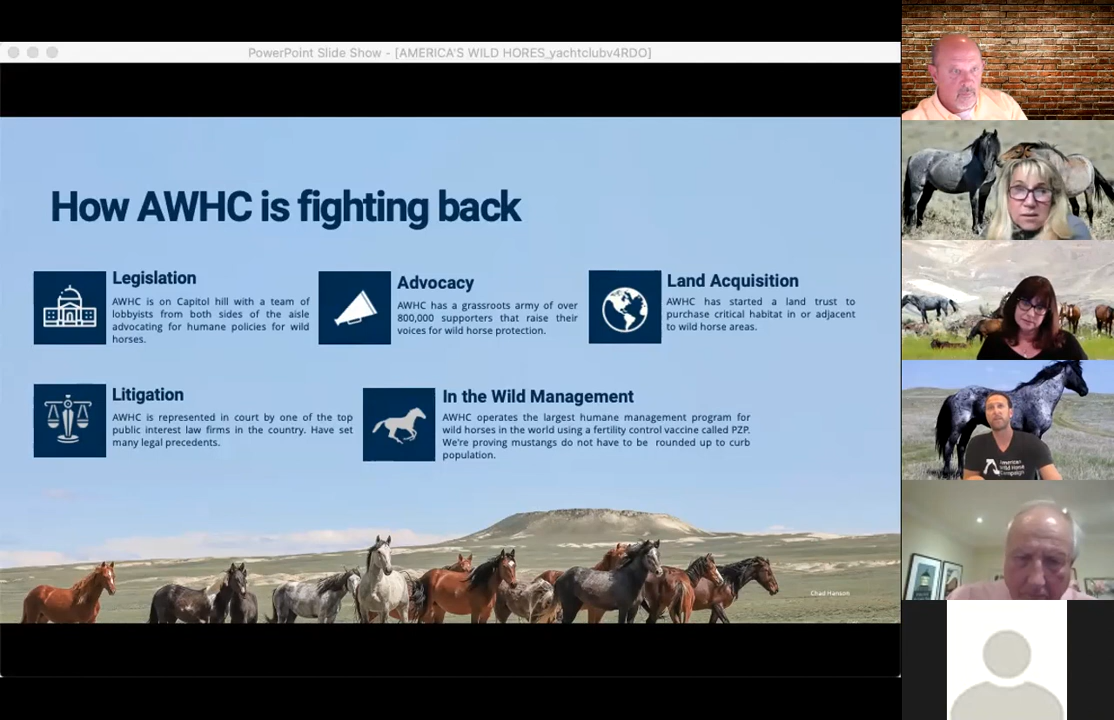 PowerPoint Slide Show - [AMERICA'S WILD HORES_yachtclubv4RDO]
How AWHC is fighting back
Legislation
AWHC is on Capitol hill with a team of
lobbyists from both sides of the aisle
advocating for humane policies for wild
horses.
Advocacy
AWHC has a grassroots army of over
800,000 supporters that raise their
voices for wild horse protection.
Land Acquisition
AWHC has started a land trust to
purchase critical habitat in or adjacent
to wild horse areas.
Litigation
AWHC is represented in court by one of the top
public interest law firms in the country. Have set
many legal precedents.
In the Wild Management
AWHC operates the largest humane management program for
wild horses in the world using a fertility control vaccine called PZP.
We're proving mustangs do not have to be rounded up to curb
population.
Chad Hanson
American
Wild Horse
Campaign